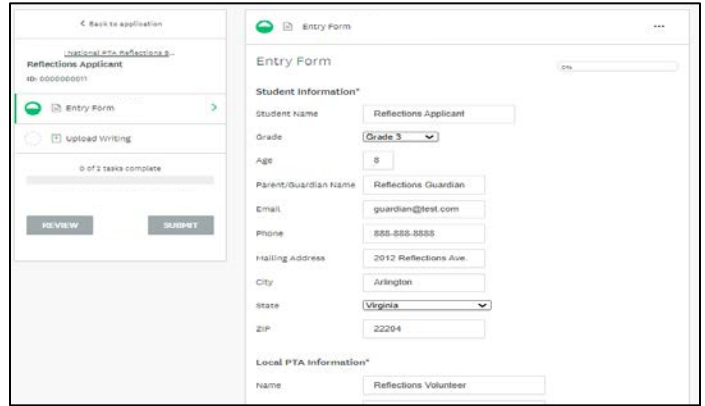 Back to application
National PTA Reflections
Reflections Applicant
ID: 0000000011
Entry Form
Upload Writing
0 of 2 tasks complete
REVIEW SUBMIT
Entry Form
...
Entry Form
0%
Student Information*
Student Name Reflections Applicant
Grade Grade 3
Age 8
Parent/Guardian Name Reflections Guardian
Email guardian@test.com
Phone 888-888-8888
Mailing Address 2012 Reflections Ave.
City Arlington
State Virginia
ZIP 22204
Local PTA Information*
Name Reflections Volunteer